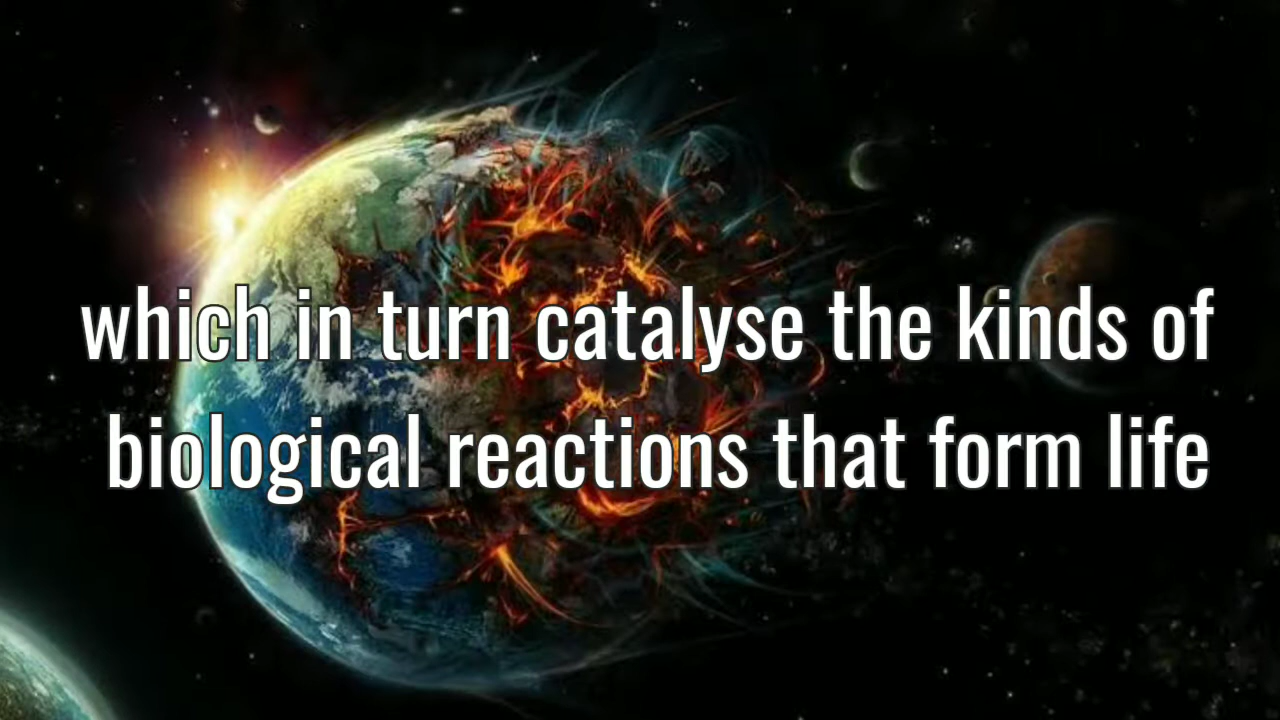 which in turn catalyse the kinds of
biological reactions that form life